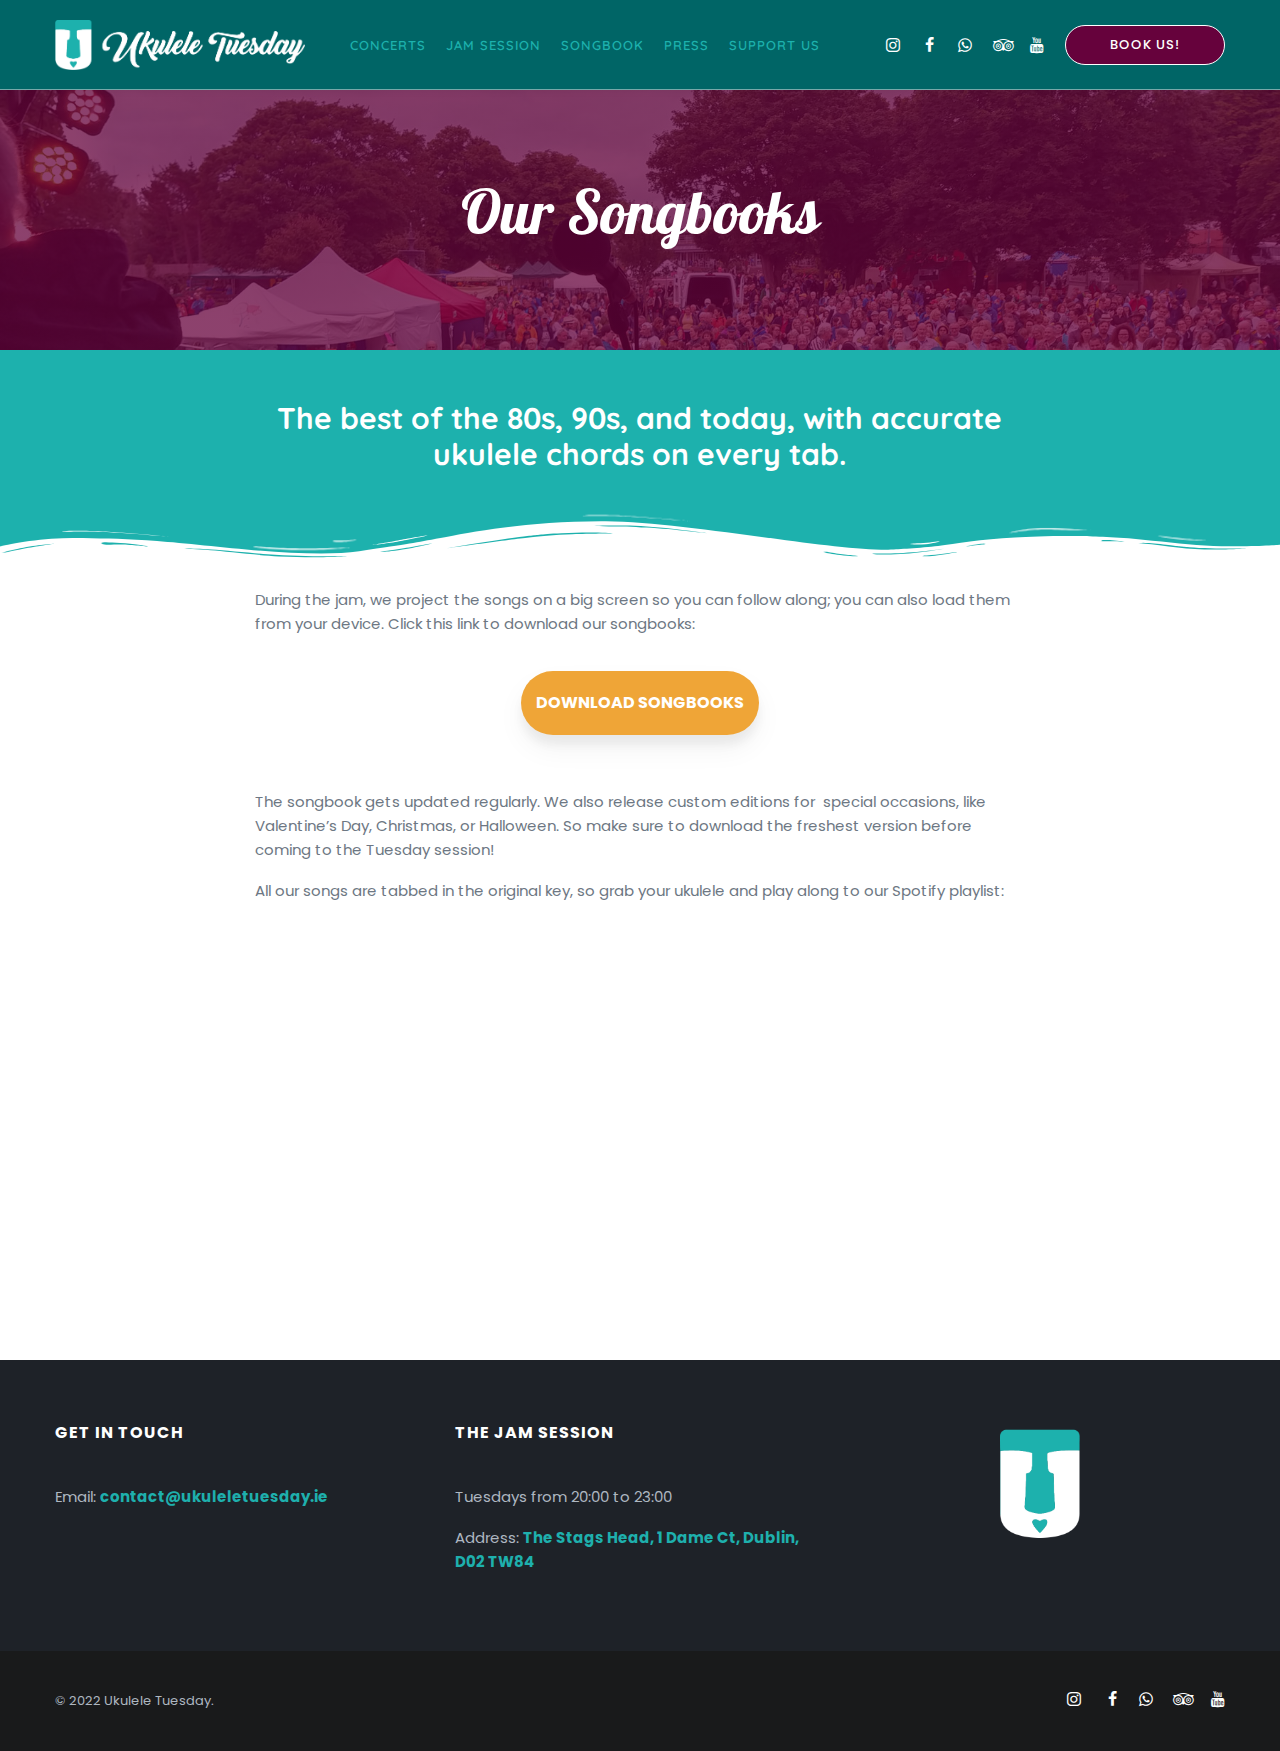 Ukulele Tuesday
CONCERTS JAM SESSION SONGBOOK PRESS SUPPORT US
You
Tube
BOOK US!
Our Songbooks
The best of the 80s, 90s, and today, with accurate
ukulele chords on every tab.
During the jam, we project the songs on a big screen so you can follow along; you can also load them
from your device. Click this link to download our songbooks:
DOWNLOAD SONGBOOKS
The songbook gets updated regularly. We also release custom editions for  special occasions, like
Valentine’s Day, Christmas, or Halloween. So make sure to download the freshest version before
coming to the Tuesday session!
All our songs are tabbed in the original key, so grab your ukulele and play along to our Spotify playlist:
GET IN TOUCH
Email: contact@ukuleletuesday.ie
THE JAM SESSION
Tuesdays from 20:00 to 23:00
Address: The Stags Head, 1 Dame Ct, Dublin,
D02 TW84
© 2022 Ukulele Tuesday.
You
Tube